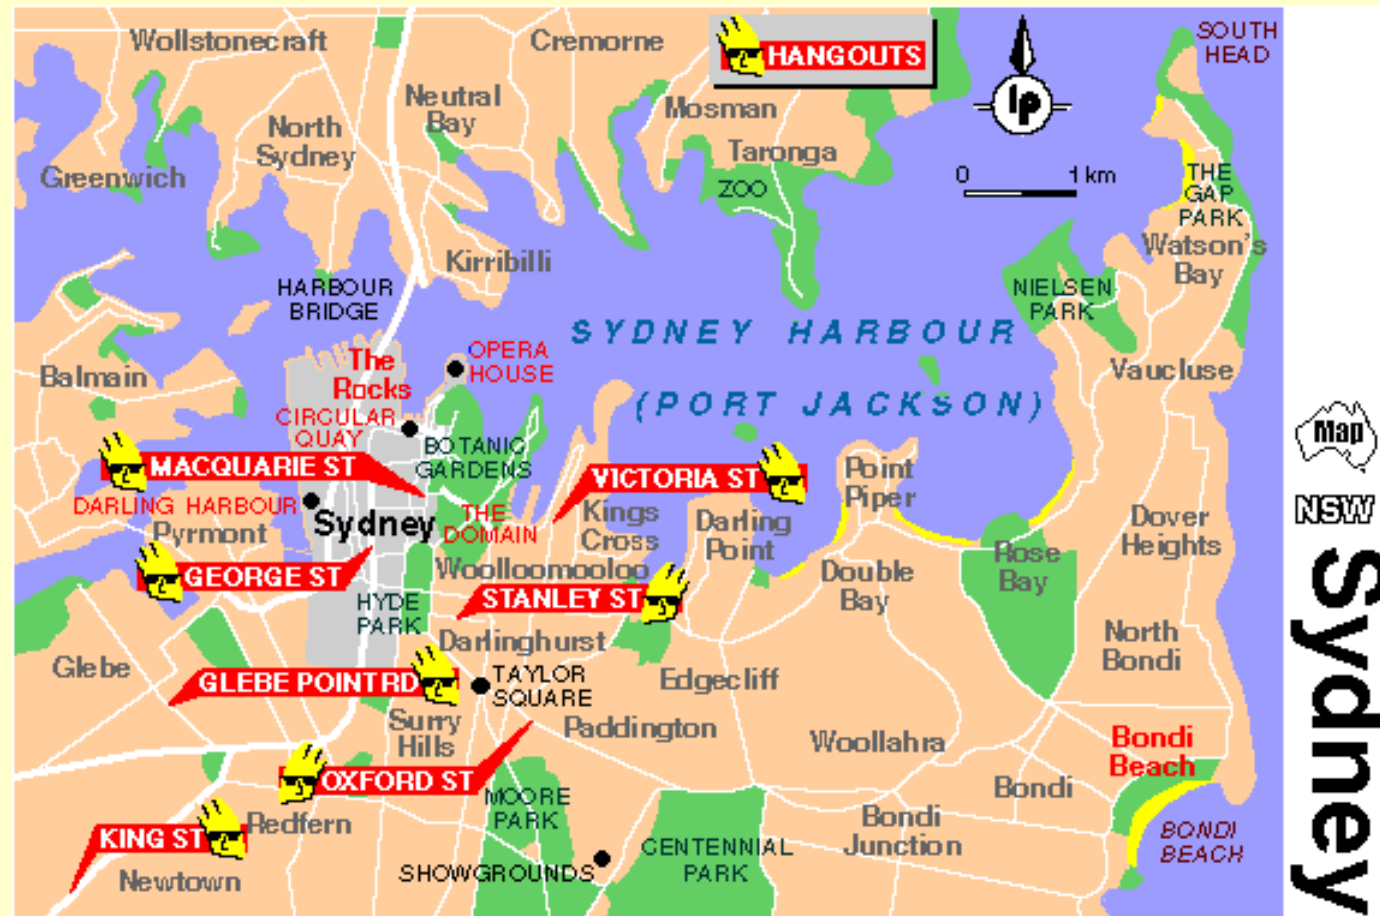 Wollstonecraft
Cremorne
HANGOUTS
SOUTH
HEAD
Neutral
Bay
Mosman
lp
North
Sydney
Taronga
ZOO
Greenwich
0 1 km
THE
GAP
PARK
Watson's
Bay
Kirribilli
HARBOUR
BRIDGE
NIELSEN
PARK
SYDNEY HARBOUR
(PORT JACKSON)
The
Rocks
OPERA
HOUSE
Balmain
Vaucluse
CIRCULAR
QUAY
BOTANIC
GARDENS
MACQUARIE ST
VICTORIA ST
Point
Piper
DARLING HARBOUR
Pyrmont
Sydney
THE
DOMAIN
Kings
Cross
Darling
Point
Dover
Heights
Rose
Bay
GEORGE ST
Woolloomooloo
Double
Bay
HYDE
PARK
STANLEY ST
Darlinghurst
North
Bondi
Glebe
GLEBE POINT RD
TAYLOR
SQUARE
Edgecliff
Surry
Hills
Paddington
Woollahra
Bondi
Beach
OXFORD ST
MOORE
PARK
Bondi
KING ST
Redfern
Bondi
Junction
BONDI
BEACH
CENTENNIAL
PARK
SHOWGROUNDS
Newtown
Map
NSW
Sydney